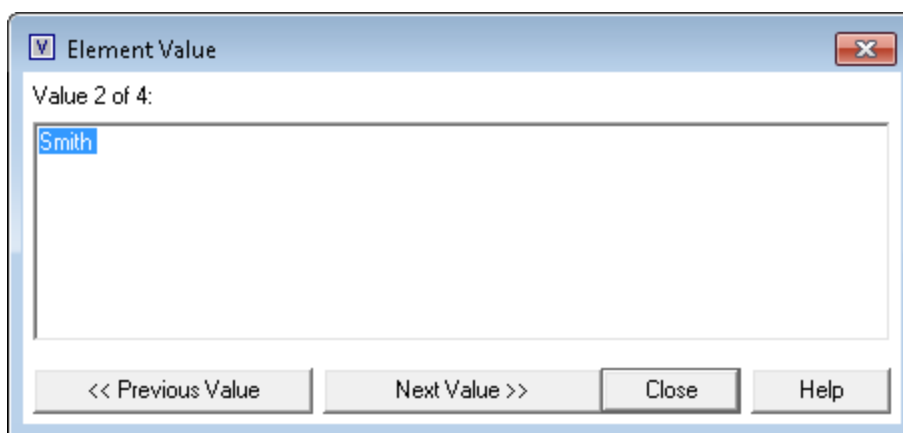 V Element Value
Value 2 of 4:
Smith
<< Previous Value Next Value >> Close Help